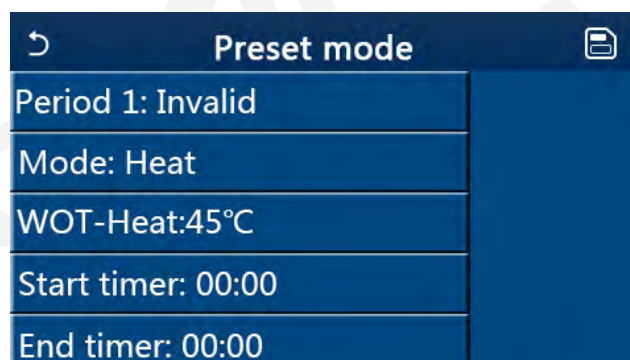 Preset mode
Period 1: Invalid
Mode: Heat
WOT-Heat:45℃
Start timer: 00:00
End timer: 00:00